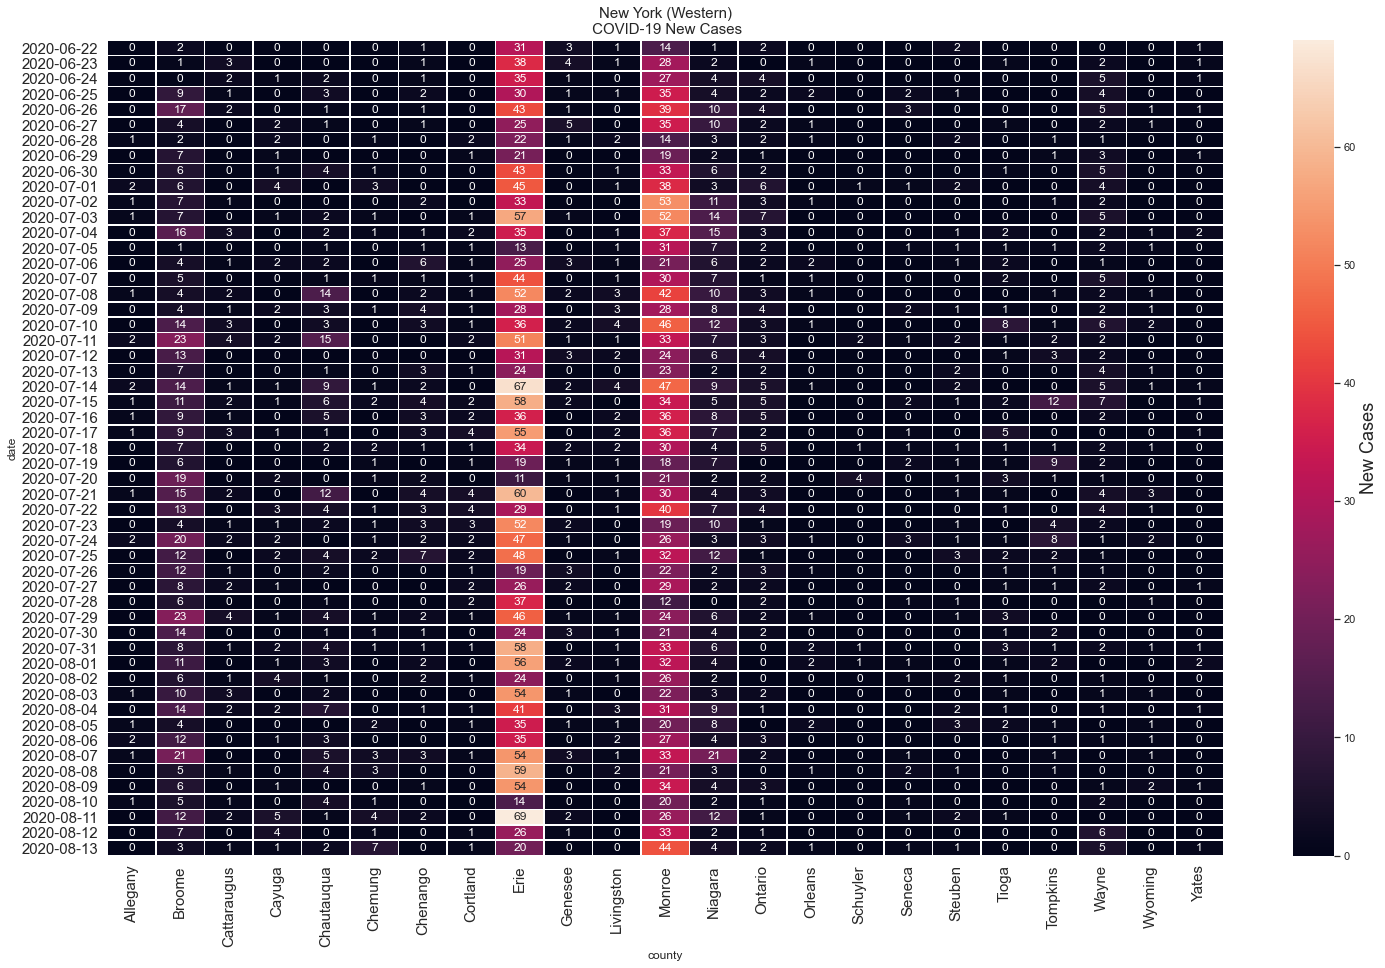 New York (Western)
COVID-19 New Cases
2020-06-22 0 2 0 0 0 0 1 0 31 3 1 14 1 2 0 0 0 2 0 0 0 0 1
2020-06-23 0 1 3 0 0 0 1 0 38 4 1 28 2 0 1 0 0 0 1 0 2 0 1
2020-06-24 0 0 2 1 2 0 1 0 35 1 1 27 4 4 0 0 0 0 0 0 5 0 1
2020-06-25 0 9 1 0 3 0 2 0 30 1 1 35 4 2 2 0 2 1 0 0 4 0 0
2020-06-26 0 17 2 0 1 0 1 0 43 1 0 39 10 4 0 0 3 0 0 0 5 1 1
2020-06-27 0 4 0 2 1 0 1 0 25 5 0 35 10 2 1 0 0 0 1 0 2 1 0
2020-06-28 1 2 0 2 0 1 0 2 22 1 2 14 3 2 1 0 0 2 0 1 1 0 0
2020-06-29 0 7 0 1 0 0 0 1 21 0 0 19 2 1 0 0 0 0 0 1 3 0 1
2020-06-30 0 6 0 1 4 1 0 0 43 0 1 33 6 2 0 0 0 0 1 0 5 0 0
2020-07-01 2 6 0 4 0 3 0 0 45 0 1 38 3 6 0 1 1 2 0 0 4 0 0
2020-07-02 1 7 1 0 0 0 2 0 33 0 0 53 11 3 1 0 0 0 0 1 2 0 0
2020-07-03 1 7 0 1 2 1 0 1 57 1 0 52 14 7 0 0 0 0 0 0 5 0 0
2020-07-04 0 16 3 0 2 1 1 2 35 0 1 37 15 3 0 0 0 1 2 0 2 1 2
2020-07-05 0 1 0 0 1 0 1 1 13 0 1 31 7 2 0 0 1 1 1 1 2 1 0
2020-07-06 0 4 1 2 2 0 6 1 25 3 1 21 6 2 2 0 0 1 2 0 1 0 0
2020-07-07 0 5 0 0 1 1 1 1 44 0 1 30 7 1 1 0 0 0 2 0 5 0 0
2020-07-08 1 4 2 0 14 0 2 1 52 2 3 42 10 3 1 0 0 0 0 1 2 1 0
2020-07-09 0 4 1 2 3 1 4 1 28 0 3 28 8 4 0 0 2 1 1 0 2 1 0
2020-07-10 0 14 3 0 3 0 3 1 36 2 4 46 12 3 1 0 0 0 8 1 6 2 0
2020-07-11 2 23 4 2 15 0 0 2 51 1 1 33 7 3 0 2 1 2 1 2 2 0 0
2020-07-12 0 13 0 0 0 0 0 0 31 3 2 24 6 4 0 0 0 0 1 3 2 0 0
2020-07-13 0 7 0 0 1 0 3 1 24 0 0 23 2 2 0 0 0 2 0 0 4 1 0
2020-07-14 2 14 1 1 9 1 2 0 67 2 4 47 9 5 1 0 0 2 0 0 5 1 1
2020-07-15 1 11 2 1 6 2 4 2 58 2 0 34 5 5 0 0 2 1 2 12 7 0 1
2020-07-16 1 9 1 0 5 0 3 2 36 0 2 36 8 5 0 0 0 0 0 0 2 0 0
2020-07-17 1 9 3 1 1 0 3 4 55 0 2 36 7 2 0 0 1 0 5 0 0 0 1
2020-07-18 0 7 0 0 2 2 1 1 34 2 2 30 4 5 0 1 1 1 1 1 2 1 0
2020-07-19 0 6 0 0 0 1 0 1 19 1 1 18 7 0 0 0 2 1 1 9 2 0 0
2020-07-20 0 19 0 2 0 1 2 0 11 1 1 21 2 2 0 4 0 1 3 1 1 0 0
2020-07-21 1 15 2 0 12 0 4 4 60 0 1 30 4 3 0 0 0 1 1 0 4 3 0
2020-07-22 0 13 0 3 4 1 3 4 29 0 1 40 7 4 0 0 0 0 1 0 4 1 0
2020-07-23 0 4 1 1 2 1 3 3 52 2 0 19 10 1 0 0 0 1 0 4 2 0 0
2020-07-24 2 20 2 2 0 1 2 2 47 1 0 26 3 3 1 0 3 1 1 8 1 2 0
2020-07-25 0 12 0 2 4 2 7 2 48 0 1 32 12 1 0 0 0 3 2 2 1 0 0
2020-07-26 0 12 1 0 2 0 0 1 19 3 0 22 2 3 1 0 0 0 1 1 1 0 0
2020-07-27 0 8 2 1 0 0 0 2 26 2 0 29 2 2 0 0 0 0 1 1 2 0 1
2020-07-28 0 6 0 0 1 0 0 2 37 0 0 12 0 2 0 0 1 1 0 0 0 1 0
2020-07-29 0 23 4 1 4 1 2 1 46 1 1 24 6 2 1 0 0 1 3 0 0 0 0
2020-07-30 0 14 0 0 1 1 1 0 24 3 0 21 4 2 0 0 0 0 1 2 0 0 0
2020-07-31 0 8 1 2 4 1 1 1 58 0 0 33 6 0 2 1 0 0 3 1 2 1 1
2020-08-01 0 11 0 1 3 0 2 0 56 2 1 32 4 0 2 1 1 0 1 2 0 0 2
2020-08-02 0 6 1 4 1 0 2 1 24 0 1 26 2 0 0 0 1 2 1 0 1 0 0
2020-08-03 1 10 3 0 2 0 0 0 54 1 0 22 3 2 0 0 0 0 1 0 1 1 0
2020-08-04 0 14 2 2 7 0 1 1 41 0 3 31 9 1 0 0 0 2 1 0 1 0 1
2020-08-05 1 4 0 0 0 2 0 1 35 1 1 20 8 0 2 0 0 3 2 1 0 1 0
2020-08-06 2 12 0 1 3 0 0 0 35 0 2 27 4 3 0 0 0 0 0 1 1 1 0
2020-08-07 1 21 0 0 5 3 3 1 54 3 1 33 21 2 0 0 1 0 0 1 0 1 0
2020-08-08 0 5 1 0 4 3 0 0 59 0 2 21 3 0 1 0 2 1 0 0 0 0 0
2020-08-09 0 6 0 1 0 0 1 0 54 0 0 34 4 3 0 0 0 0 0 0 1 2 1
2020-08-10 1 5 1 0 4 1 0 0 14 0 0 20 2 1 0 0 1 0 0 0 2 0 0
2020-08-11 0 12 2 5 1 4 2 0 69 2 0 26 12 1 0 0 1 2 1 0 0 0 0
2020-08-12 0 7 0 4 0 1 0 1 26 1 0 33 2 1 0 0 0 0 0 0 6 0 0
2020-08-13 0 3 1 1 2 7 0 1 20 0 0 44 4 2 1 0 1 1 0 0 5 0 1
Allegany Broome Cattaraugus Cayuga Chautauqua Chemung Chenango Cortland Erie Genesee Livingston Monroe Niagara Ontario Orleans Schuyler Seneca Steuben Tioga Tompkins Wayne Wyoming Yates
county
date
60
50
40
30
20
10
0
New Cases